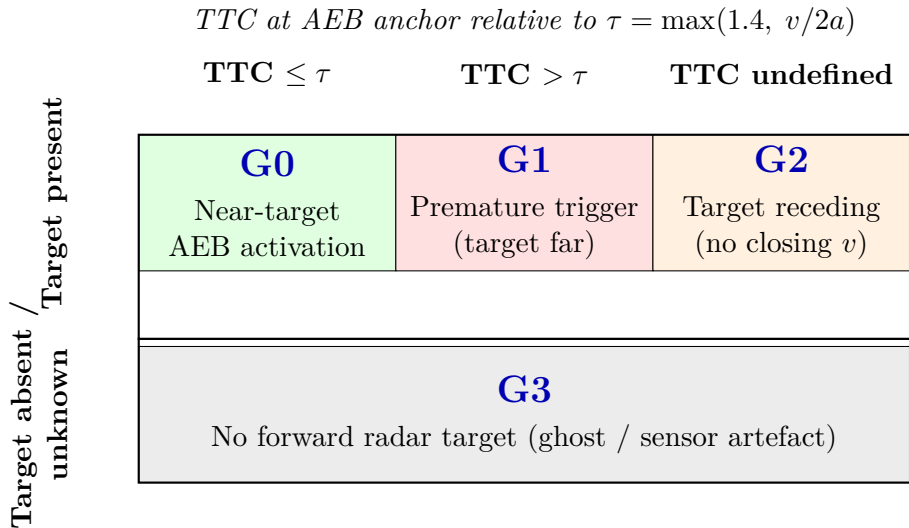 TTC at AEB anchor relative to τ = max(1.4, v/2a)
TTC ≤ τ
TTC > τ
TTC undefined
Target present
G0
Near-target
AEB activation
G1
Premature trigger
(target far)
G2
Target receding
(no closing v)
Target absent /
unknown
G3
No forward radar target (ghost / sensor artefact)